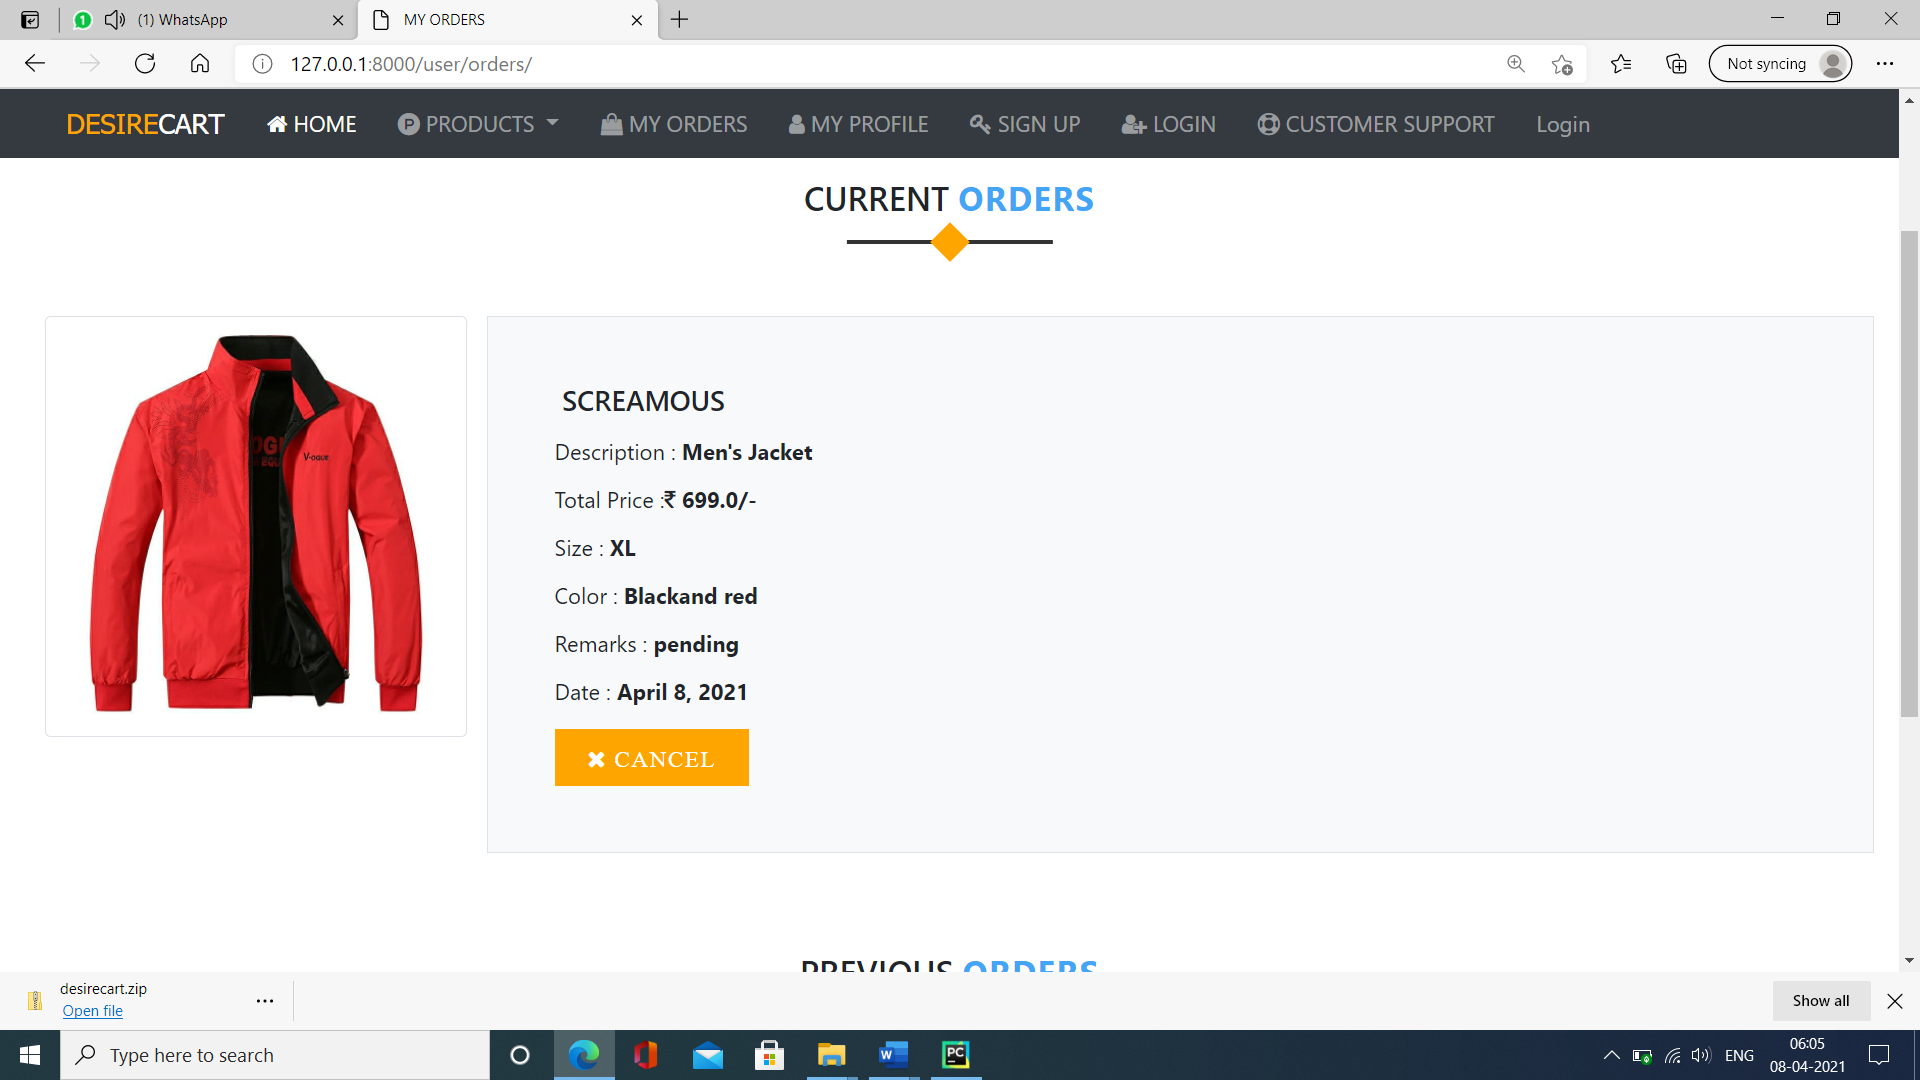 (1) WhatsApp
MY ORDERS
127.0.0.1:8000/user/orders/
Not syncing
DESIRECART HOME PRODUCTS MY ORDERS MY PROFILE SIGN UP LOGIN CUSTOMER SUPPORT Login
CURRENT ORDERS
V-OGUE
SCREAMOUS
Description : Men's Jacket
Total Price :₹ 699.0/-
Size : XL
Color : Blackand red
Remarks : pending
Date : April 8, 2021
CANCEL
PREVIOUS ORDERS
desirecart.zip
Open file
Show all
Type here to search
ENG
06:05
08-04-2021